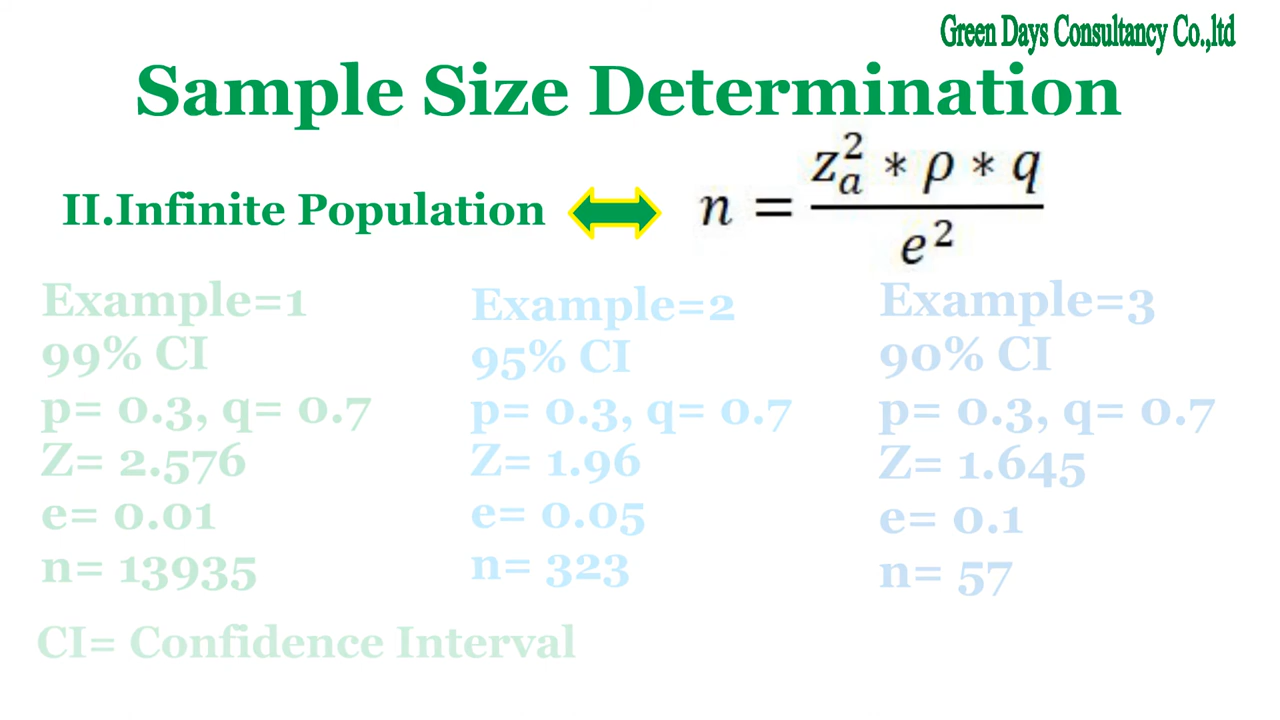 Green Days Consultancy Co.,ltd
Sample Size Determination
II.Infinite Population
n = z_a^2 * ρ * q / e^2
Example=1
99% CI
p= 0.3, q= 0.7
Z= 2.576
e= 0.01
n= 13935
Example=2
95% CI
p= 0.3, q= 0.7
Z= 1.96
e= 0.05
n= 323
Example=3
90% CI
p= 0.3, q= 0.7
Z= 1.645
e= 0.1
n= 57
CI= Confidence Interval